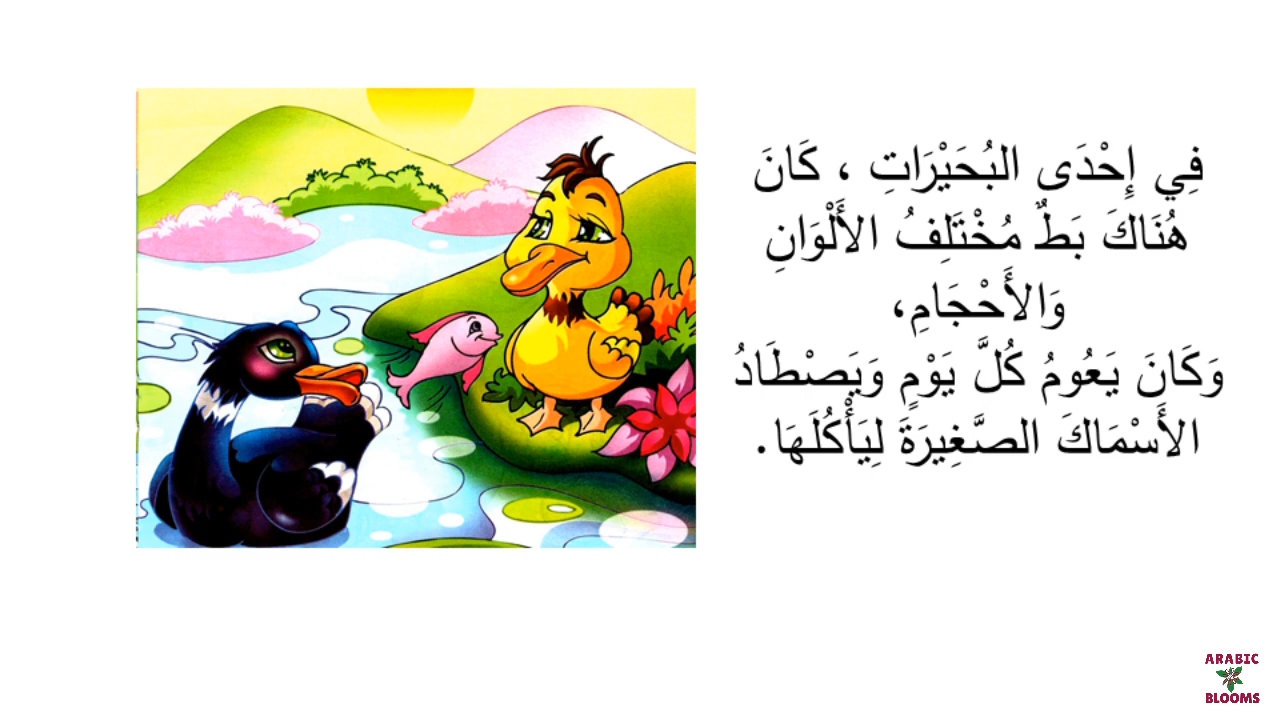 فِي إِحْدَى البُحَيْرَاتِ ، كَانَ
هُنَاكَ بَطٌ مُخْتَلِفُ الأَلْوَانِ
وَالأَحْجَامِ،
وَكَانَ يَعُومُ كُلَّ يَوْمٍ وَيَصْطَادُ
الأَسْمَاكَ الصَّغِيرَةَ لِيَأْكُلَهَا.
ARABIC
BLOOMS